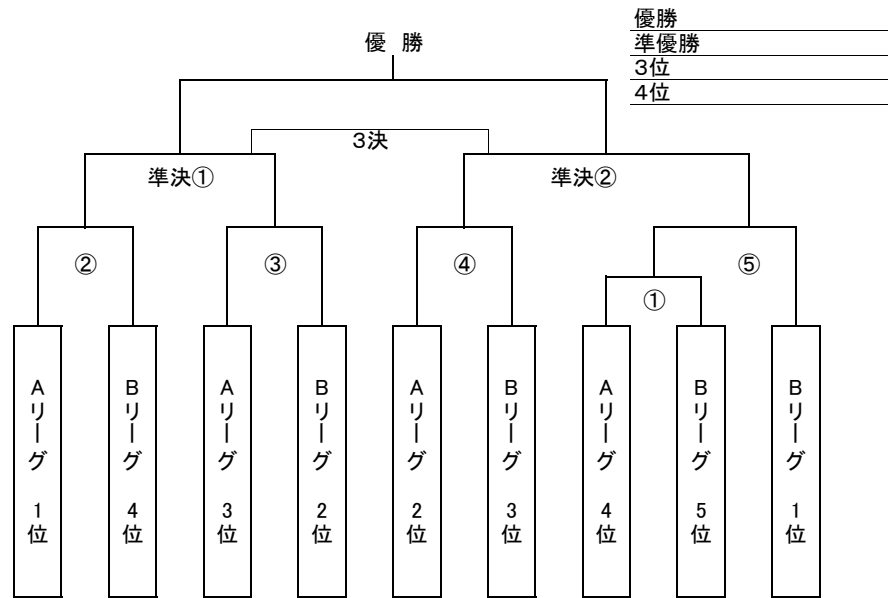 優勝
準優勝
３位
４位
優 勝
３決
準決①
準決②
②
③
④
⑤
①
Aリーグ 1位
Bリーグ 4位
Aリーグ 3位
Bリーグ 2位
Aリーグ 2位
Bリーグ 3位
Aリーグ 4位
Bリーグ 5位
Bリーグ 1位